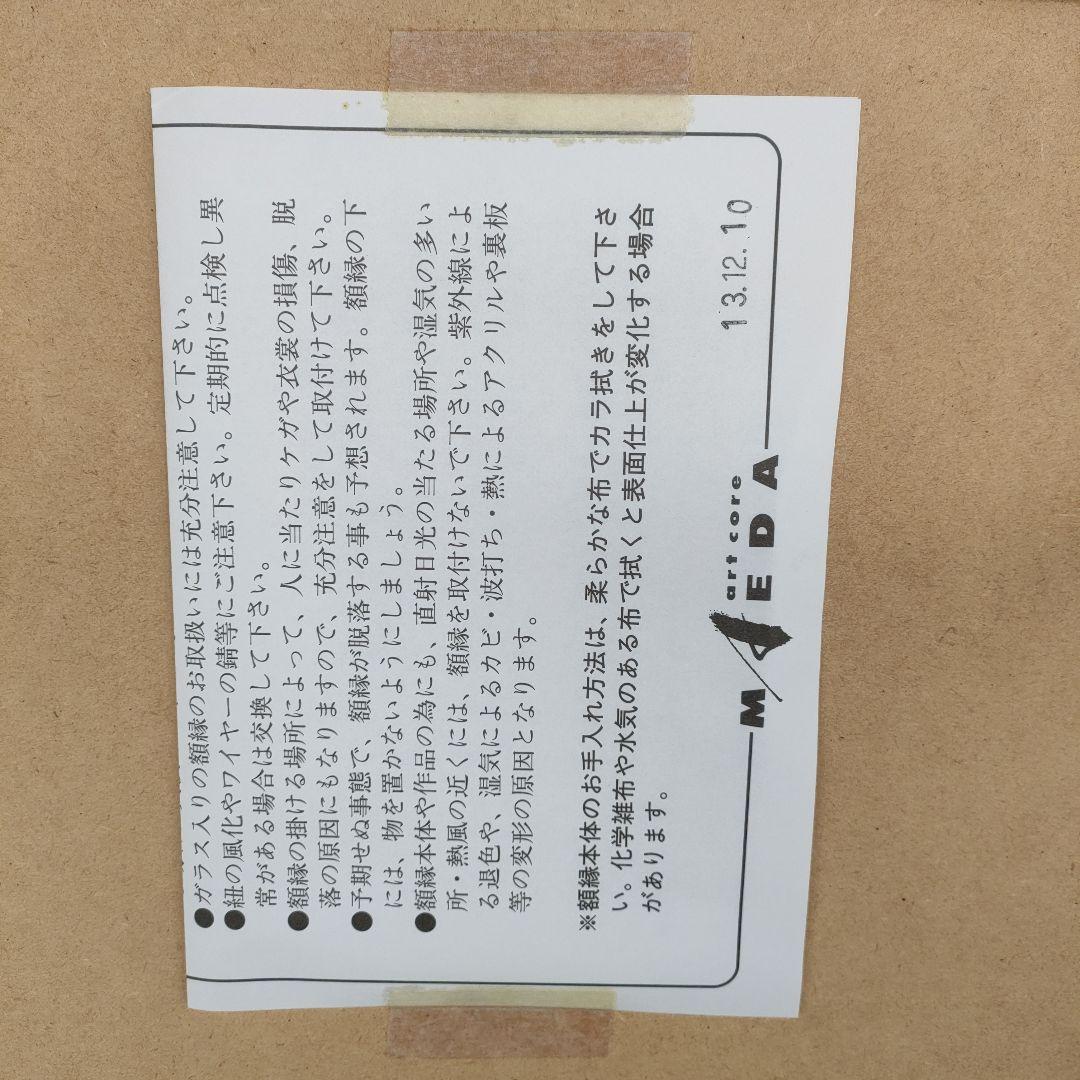 ●ガラス入りの額縁のお取扱いには充分注意して下さい。
●紐の風化やワイヤーの錆等にご注意下さい。定期的に点検し異
常がある場合は交換して下さい。
●額縁の掛ける場所によって、人に当たりケガや衣裳の損傷、脱
落の原因にもなりますので、充分注意をして取付けて下さい。
●予期せぬ事態で、額縁が脱落する事も予想されます。額縁の下
には、物を置かないようにしましょう。
●額縁本体や作品の為にも、直射日光の当たる場所や湿気の多い
所・熱風の近くには、額縁を取付けないで下さい。紫外線によ
る退色や、湿気によるカビ・波打ち・熱によるアクリルや裏板
等の変形の原因となります。
※額縁本体のお手入れ方法は、柔らかな布でカラ拭きをして下さ
い。化学雑布や水気のある布で拭くと表面仕上が変化する場合
があります。
art core
MAEDA
13.12.10